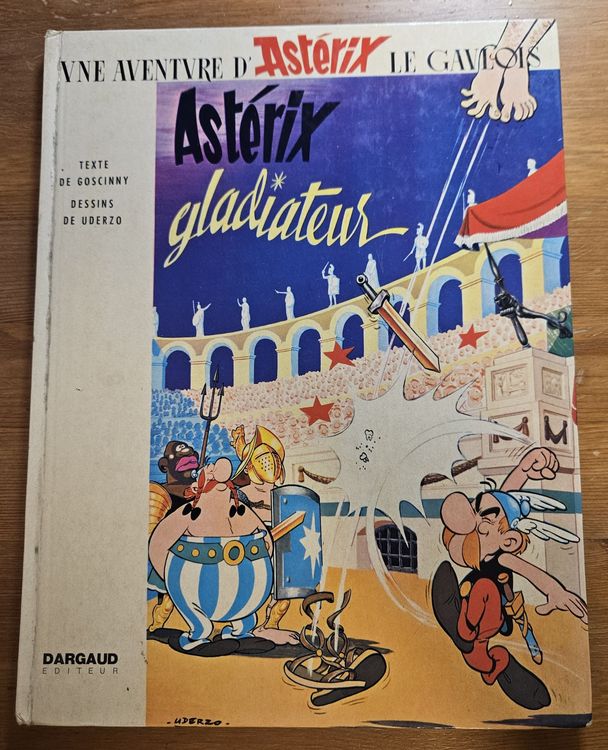 VNE AVENTVRE D'Astérix LE GAVLOIS
Astérix
gladiateur
TEXTE
DE GOSCINNY
DESSINS
DE UDERZO
DARGAUD
EDITEUR
-UDERZO-